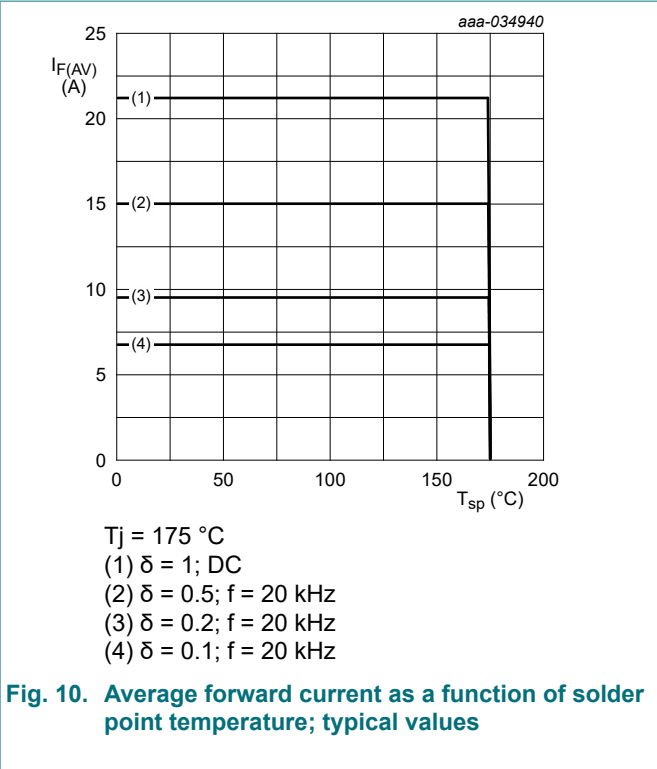 aaa-034940
25
I_F(AV)
(A)
(1)
20
15
(2)
10
(3)
(4)
5
0
0 50 100 150 200
T_sp (°C)
Tj = 175 °C
(1) δ = 1; DC
(2) δ = 0.5; f = 20 kHz
(3) δ = 0.2; f = 20 kHz
(4) δ = 0.1; f = 20 kHz
Fig. 10. Average forward current as a function of solder
point temperature; typical values